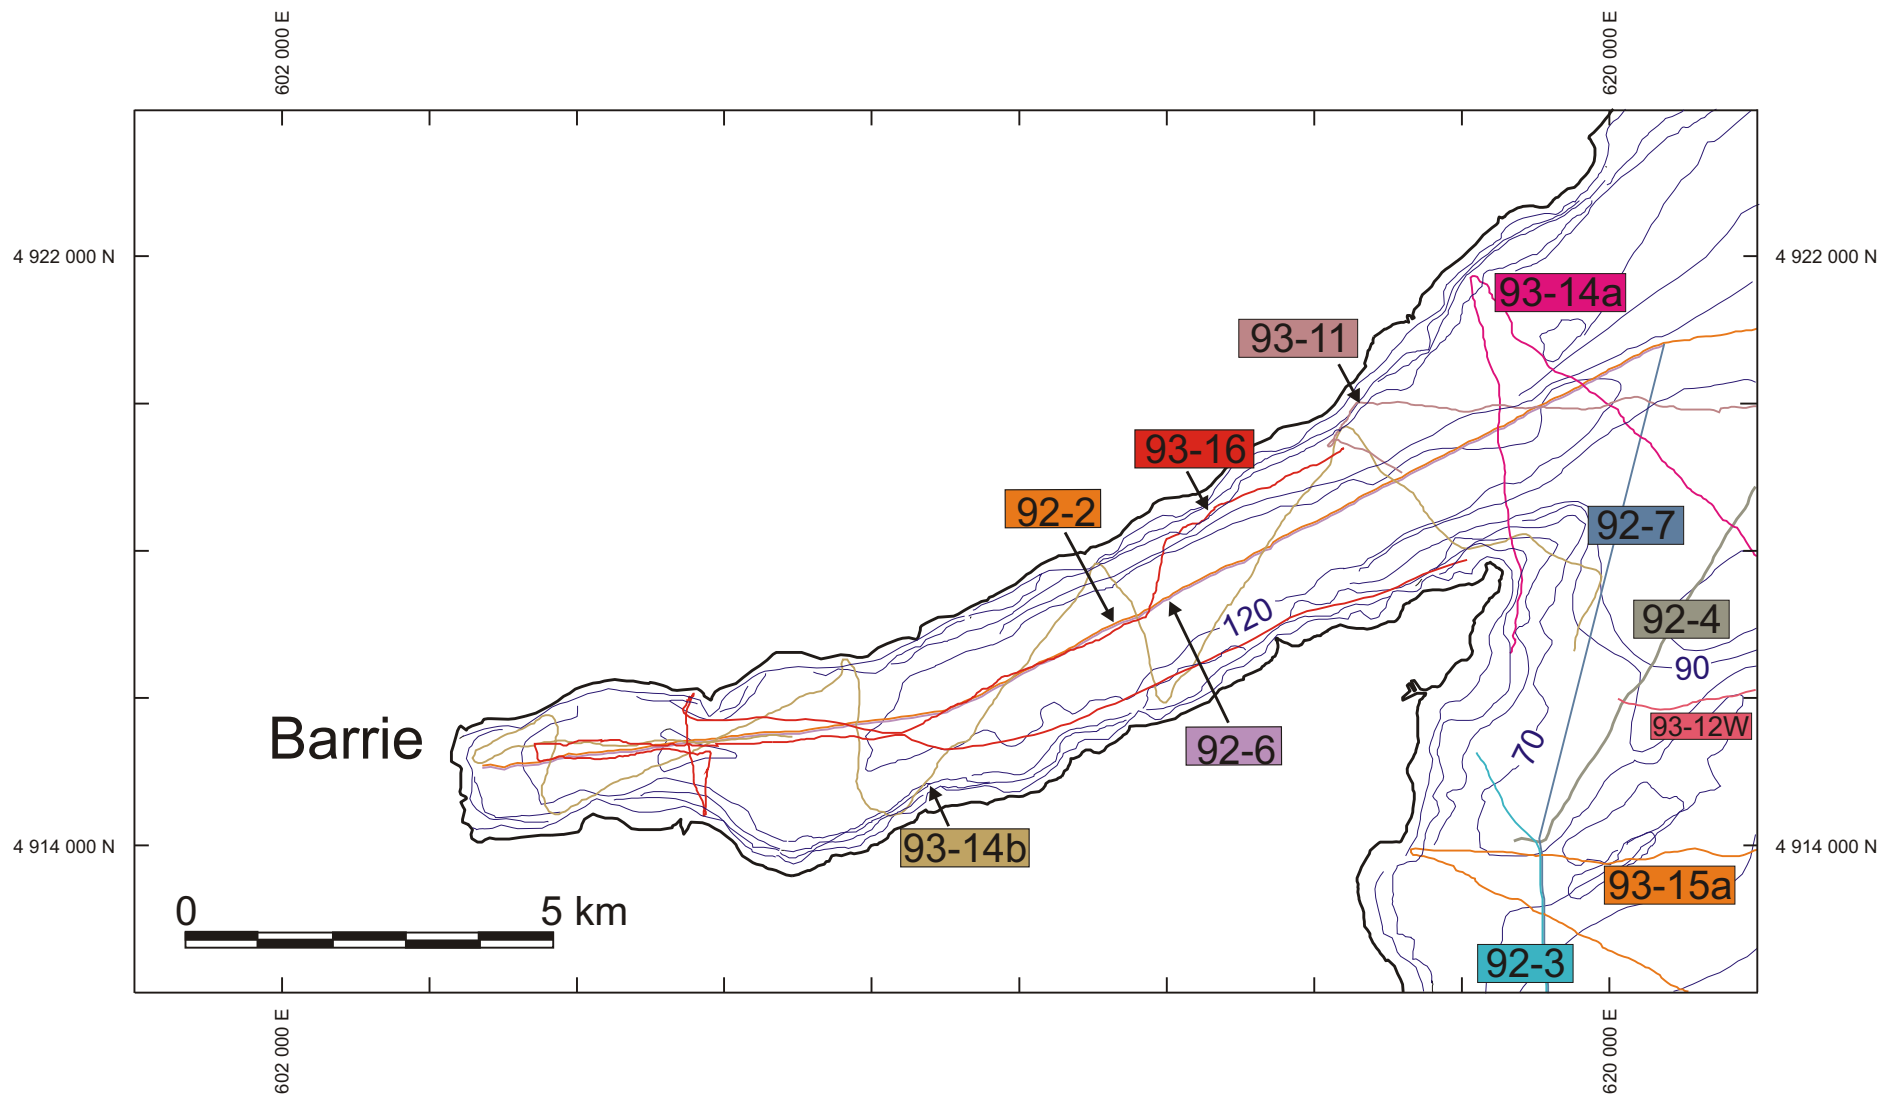 602 000 E
620 000 E
4 922 000 N
4 922 000 N
93-14a
93-11
93-16
92-2
92-7
120
92-4
90
93-12W
Barrie
92-6
70
93-14b
4 914 000 N
4 914 000 N
93-15a
0
5 km
92-3
602 000 E
620 000 E